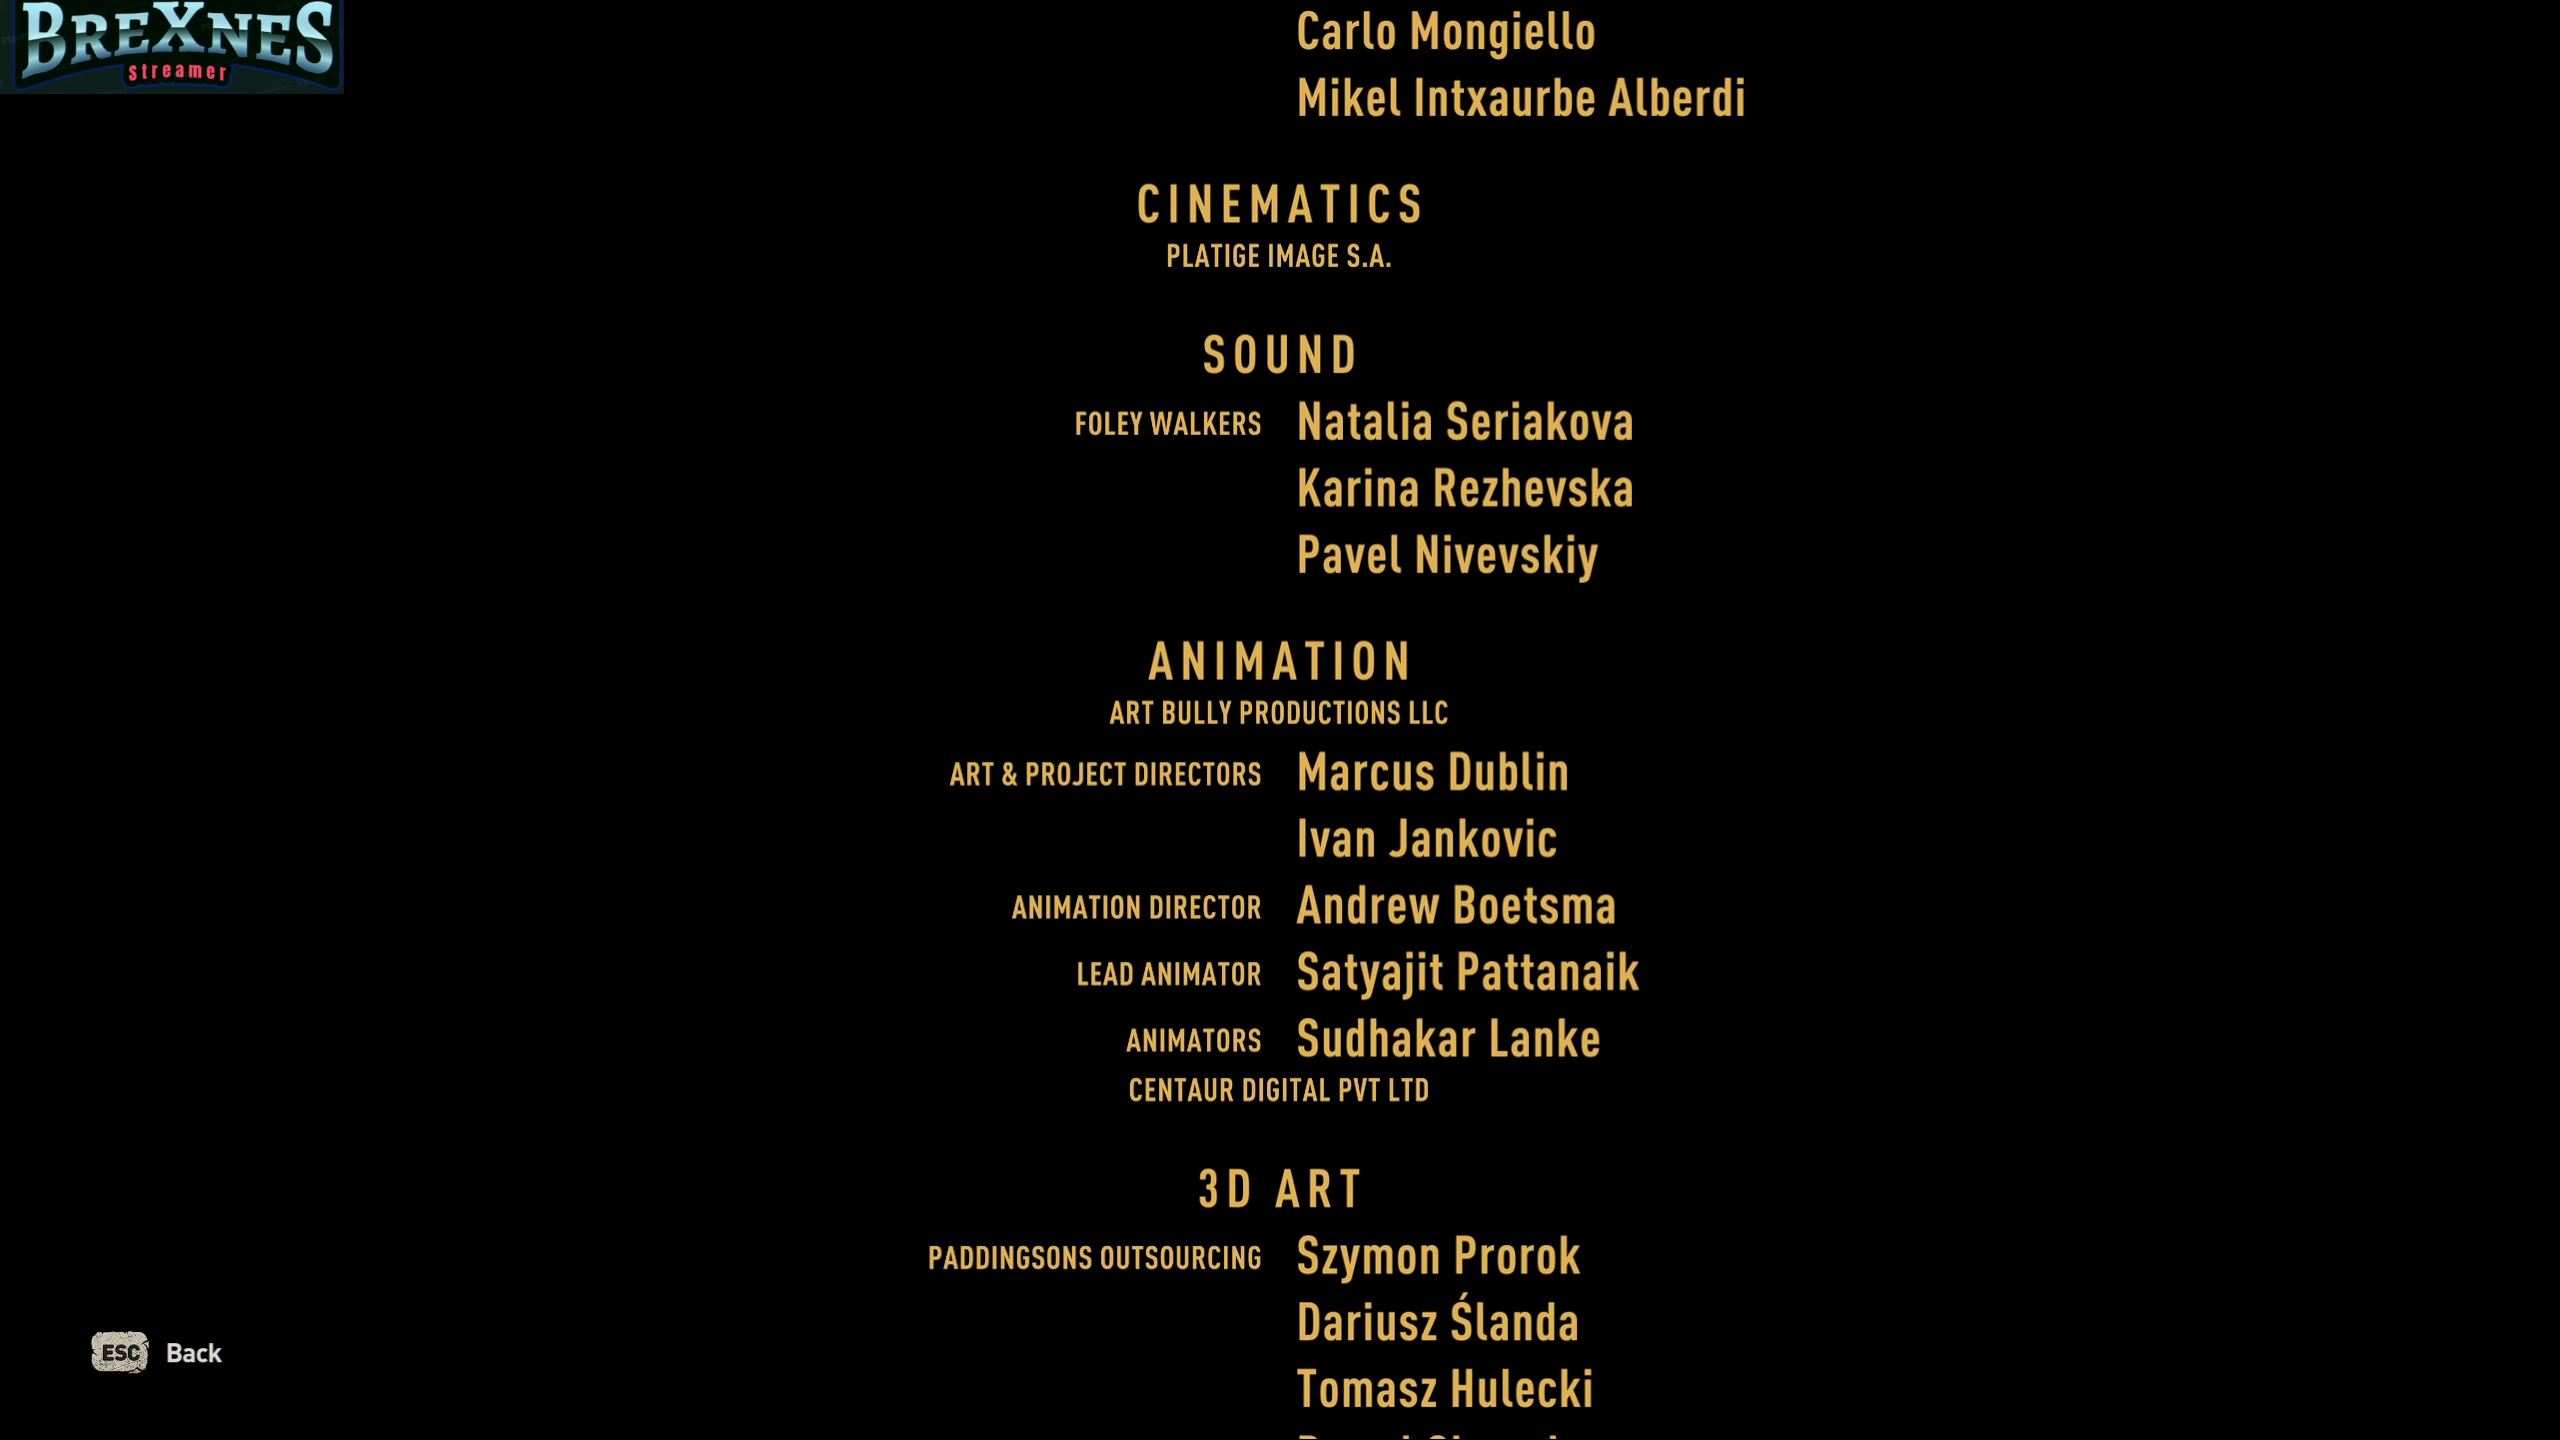 BREXNES
streamer
Carlo Mongiello
Mikel Intxaurbe Alberdi
CINEMATICS
PLATIGE IMAGE S.A.
SOUND
FOLEY WALKERS Natalia Seriakova
Karina Rezhevska
Pavel Nivevskiy
ANIMATION
ART BULLY PRODUCTIONS LLC
ART & PROJECT DIRECTORS Marcus Dublin
Ivan Jankovic
ANIMATION DIRECTOR Andrew Boetsma
LEAD ANIMATOR Satyajit Pattanaik
ANIMATORS Sudhakar Lanke
CENTAUR DIGITAL PVT LTD
3D ART
PADDINGSONS OUTSOURCING Szymon Prorok
Dariusz Ślanda
Tomasz Hulecki
ESC Back